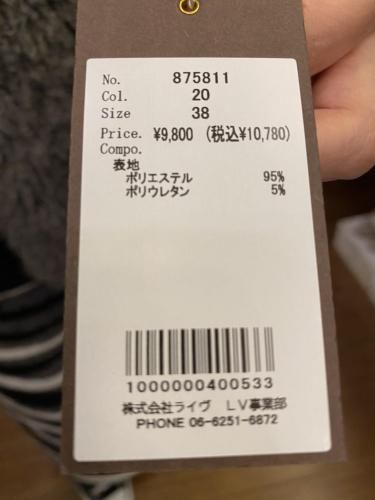 No. 875811
Col. 20
Size 38
Price. ¥9,800 (税込¥10,780)
Compo.
表地
ポリエステル 95%
ポリウレタン 5%
1000000400533
株式会社ライヴ LV事業部
PHONE 06-6251-6872